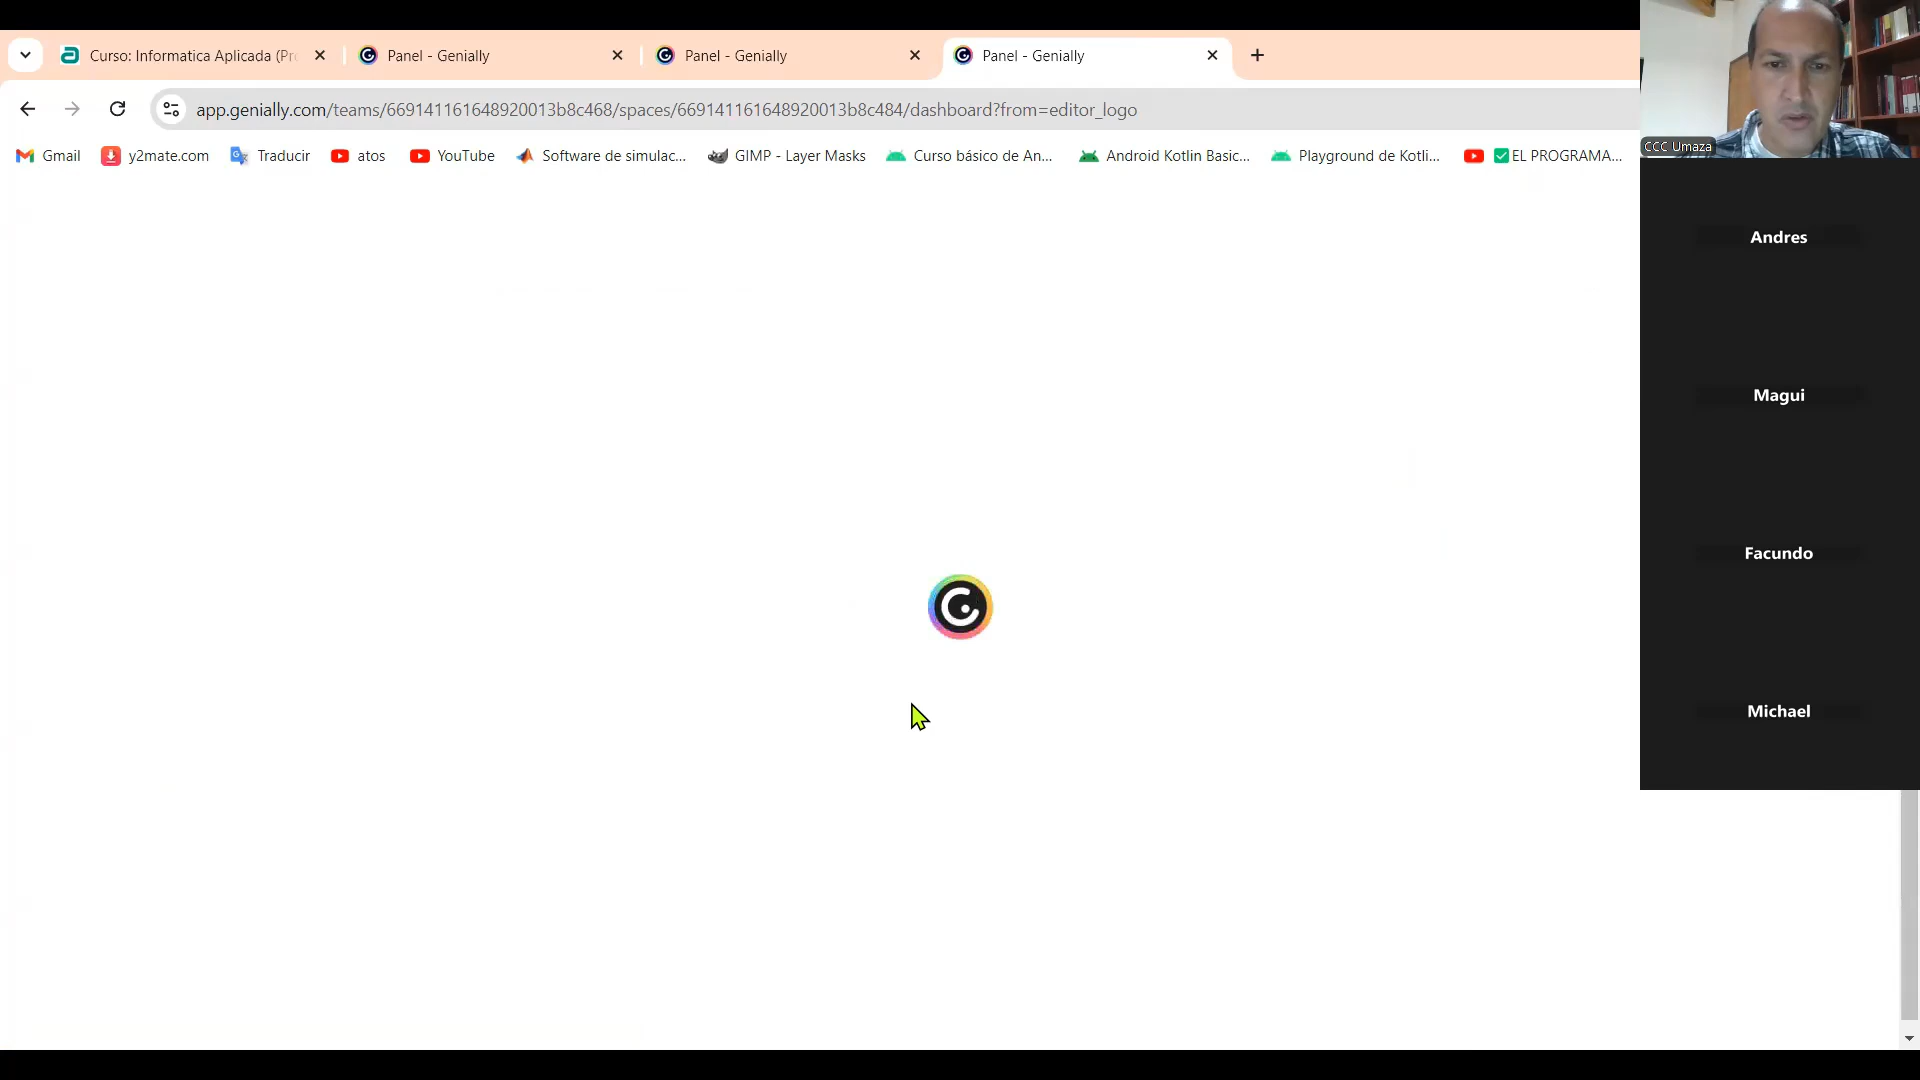 Curso: Informatica Aplicada (Pr
Panel - Genially
Panel - Genially
Panel - Genially
app.genially.com/teams/669141161648920013b8c468/spaces/669141161648920013b8c484/dashboard?from=editor_logo
Gmail
y2mate.com
Traducir
atos
YouTube
Software de simulac...
GIMP - Layer Masks
Curso básico de An...
Android Kotlin Basic...
Playground de Kotli...
EL PROGRAMA...
CCC Umaza
Andres
Magui
Facundo
Michael